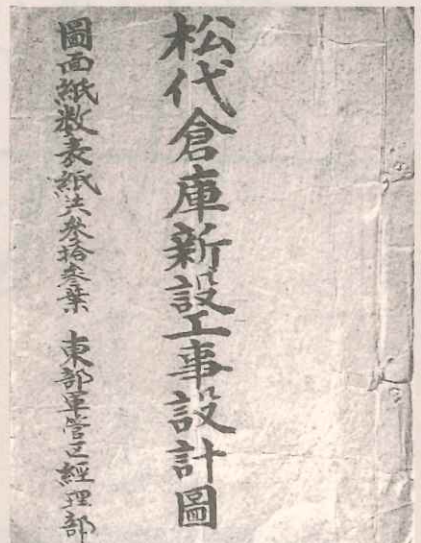 松代倉庫新設工事設計圖
圖面紙數表紙共參拾參葉 東部軍管区經理部